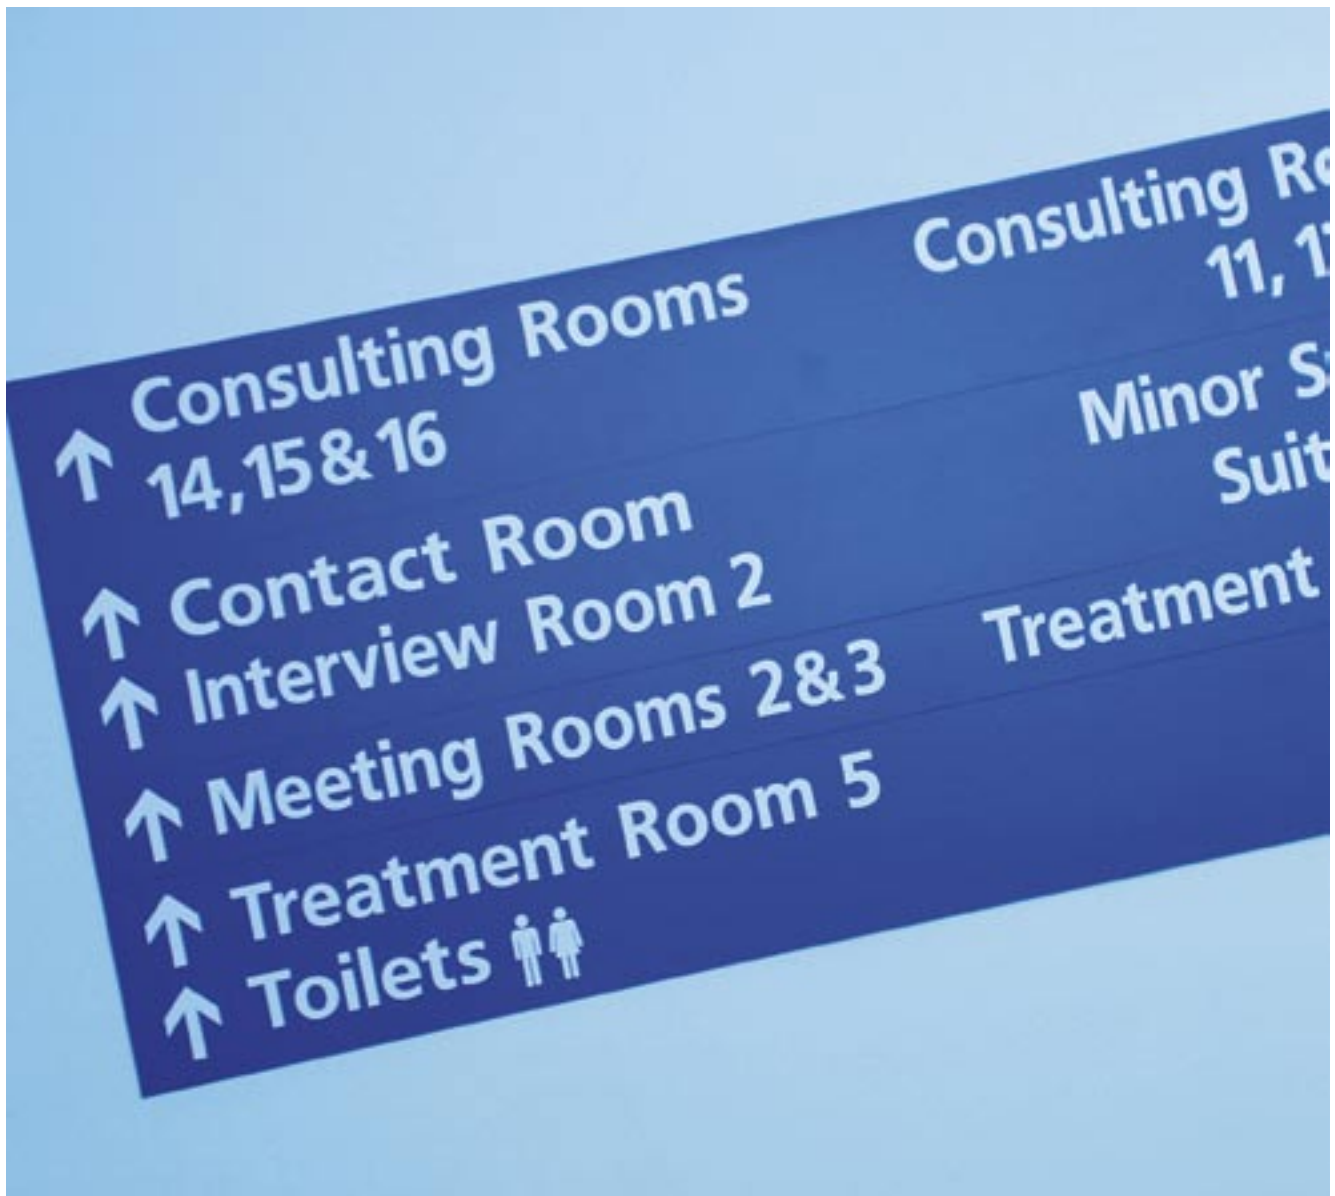 Consulting Rooms
14, 15 & 16
Contact Room
Interview Room 2
Meeting Rooms 2 & 3
Treatment Room 5
Toilets
Consulting
11,
Minor
Treatment